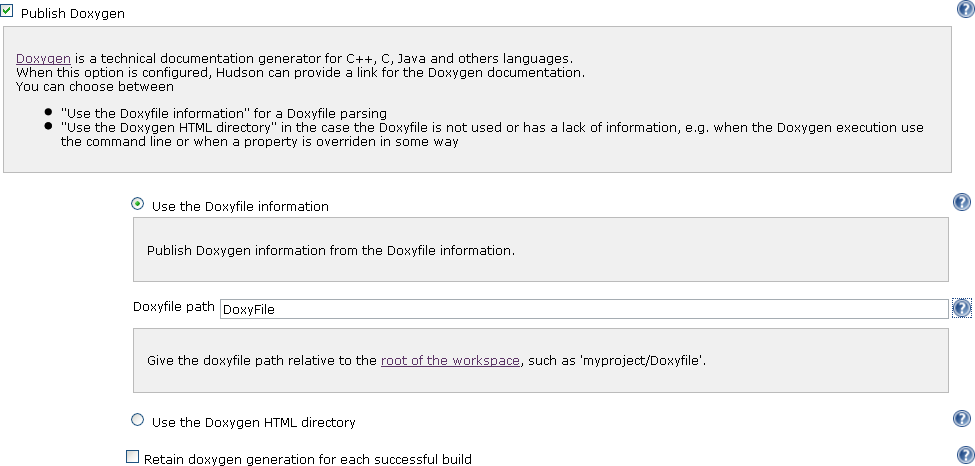 Publish Doxygen
Doxygen is a technical documentation generator for C++, C, Java and others languages.
When this option is configured, Hudson can provide a link for the Doxygen documentation.
You can choose between
"Use the Doxyfile information" for a Doxyfile parsing
"Use the Doxygen HTML directory" in the case the Doxyfile is not used or has a lack of information, e.g. when the Doxygen execution use
the command line or when a property is overriden in some way
Use the Doxyfile information
Publish Doxygen information from the Doxyfile information.
Doxyfile path DoxyFile
Give the doxyfile path relative to the root of the workspace, such as 'myproject/Doxyfile'.
Use the Doxygen HTML directory
Retain doxygen generation for each successful build